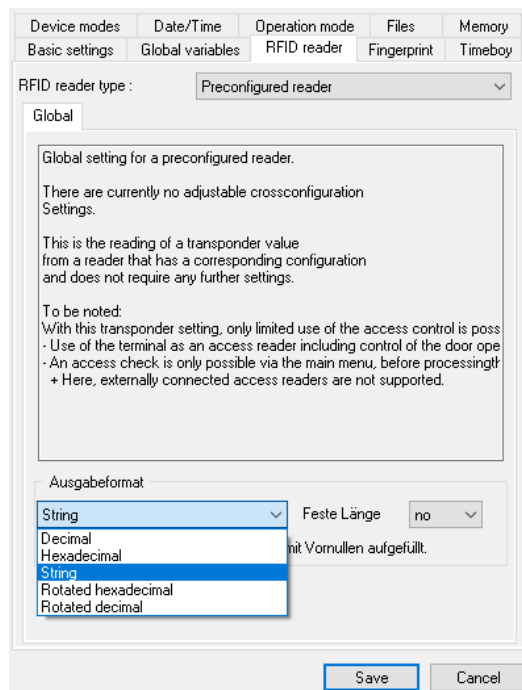 Device modes Date/Time Operation mode Files Memory
Basic settings Global variables RFID reader Fingerprint Timeboy
RFID reader type : Preconfigured reader
Global
Global setting for a preconfigured reader.
There are currently no adjustable crossconfiguration
Settings.
This is the reading of a transponder value
from a reader that has a corresponding configuration
and does not require any further settings.
To be noted:
With this transponder setting, only limited use of the access control is poss
- Use of the terminal as an access reader including control of the door ope
- An access check is only possible via the main menu, before processingth
+ Here, externally connected access readers are not supported.
Ausgabeformat
String Feste Länge no
Decimal
mit Vornullen aufgefüllt.
Hexadecimal
String
Rotated hexadecimal
Rotated decimal
Save Cancel